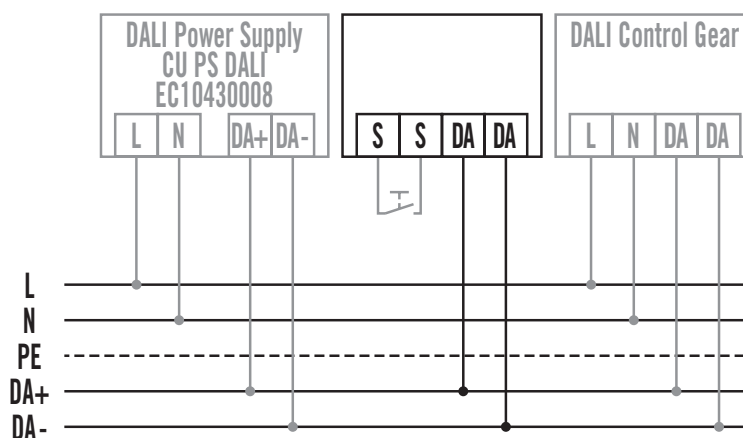 DALI Power Supply
CU PS DALI
EC10430008
L N DA+ DA-
S S DA DA
DALI Control Gear
L N DA DA
L
N
PE
DA+
DA-